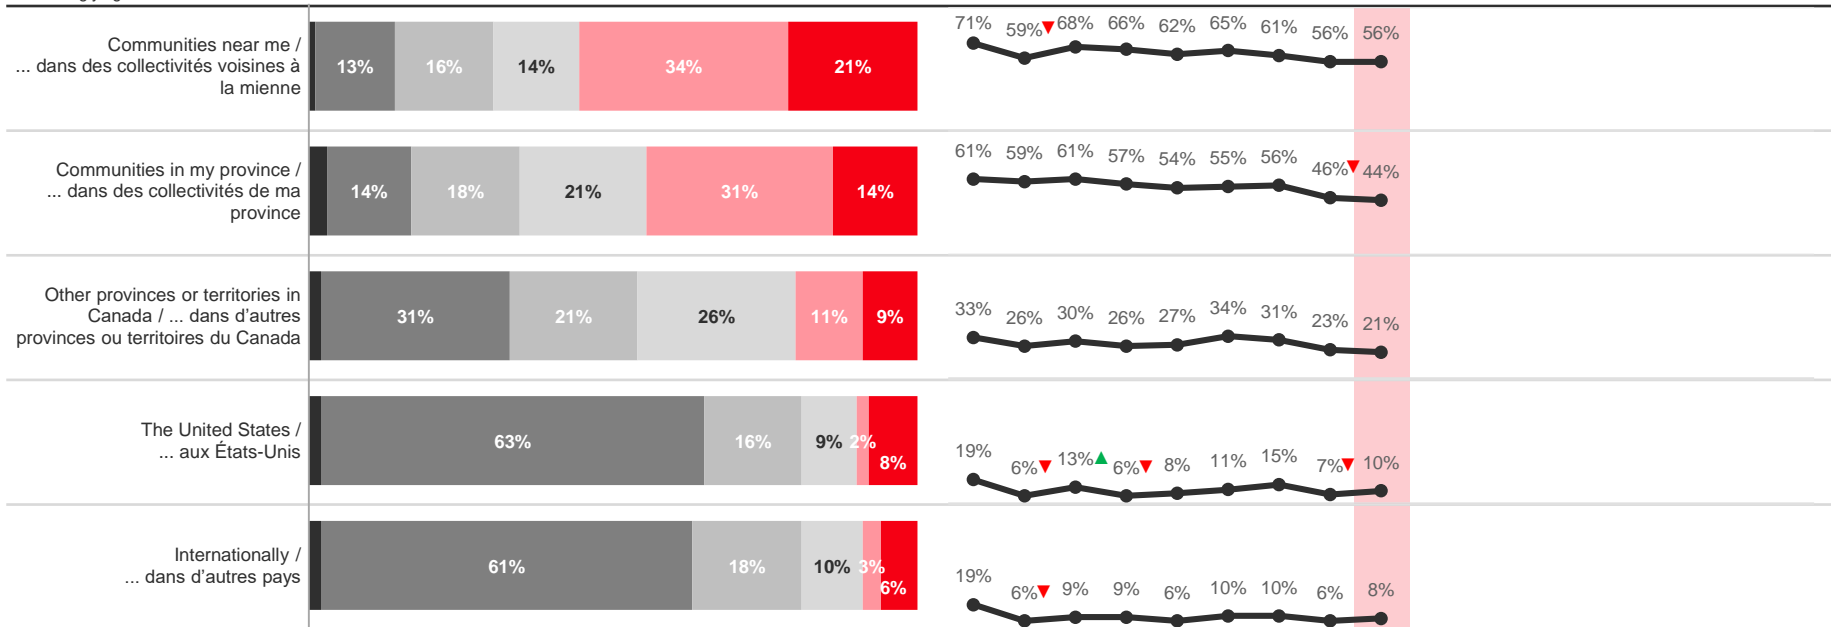 Communities near me /
... dans des collectivités voisines à
la mienne
13% 16% 14% 34% 21%
71% 59%▼ 68% 66% 62% 65% 61% 56% 56%
Communities in my province /
... dans des collectivités de ma
province
14% 18% 21% 31% 14%
61% 59% 61% 57% 54% 55% 56% 46%▼ 44%
Other provinces or territories in
Canada / ... dans d'autres
provinces ou territoires du Canada
31% 21% 26% 11% 9%
33% 26% 30% 26% 27% 34% 31% 23% 21%
The United States /
... aux États-Unis
63% 16% 9% 2% 8%
19% 6%▼ 13%▲ 6%▼ 8% 11% 15% 7%▼ 10%
Internationally /
... dans d'autres pays
61% 18% 10% 3% 6%
19% 6%▼ 9% 9% 6% 10% 10% 6% 8%